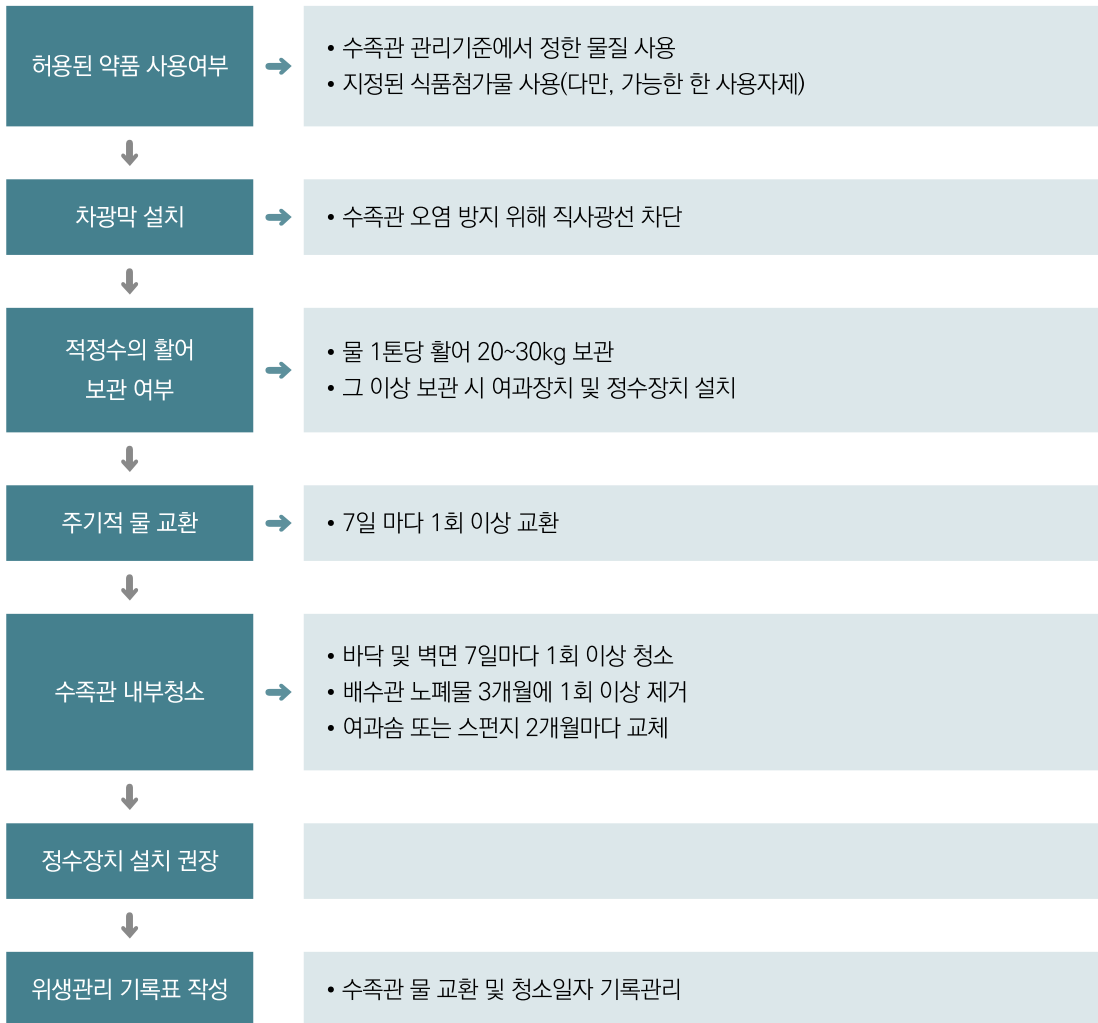 허용된 약품 사용여부
• 수족관 관리기준에서 정한 물질 사용
• 지정된 식품첨가물 사용(다만, 가능한 한 사용자제)
차광막 설치
• 수족관 오염 방지 위해 직사광선 차단
적정수의 활어
보관 여부
• 물 1톤당 활어 20~30kg 보관
• 그 이상 보관 시 여과장치 및 정수장치 설치
주기적 물 교환
• 7일 마다 1회 이상 교환
수족관 내부청소
• 바닥 및 벽면 7일마다 1회 이상 청소
• 배수관 노폐물 3개월에 1회 이상 제거
• 여과솜 또는 스펀지 2개월마다 교체
정수장치 설치 권장
위생관리 기록표 작성
• 수족관 물 교환 및 청소일자 기록관리